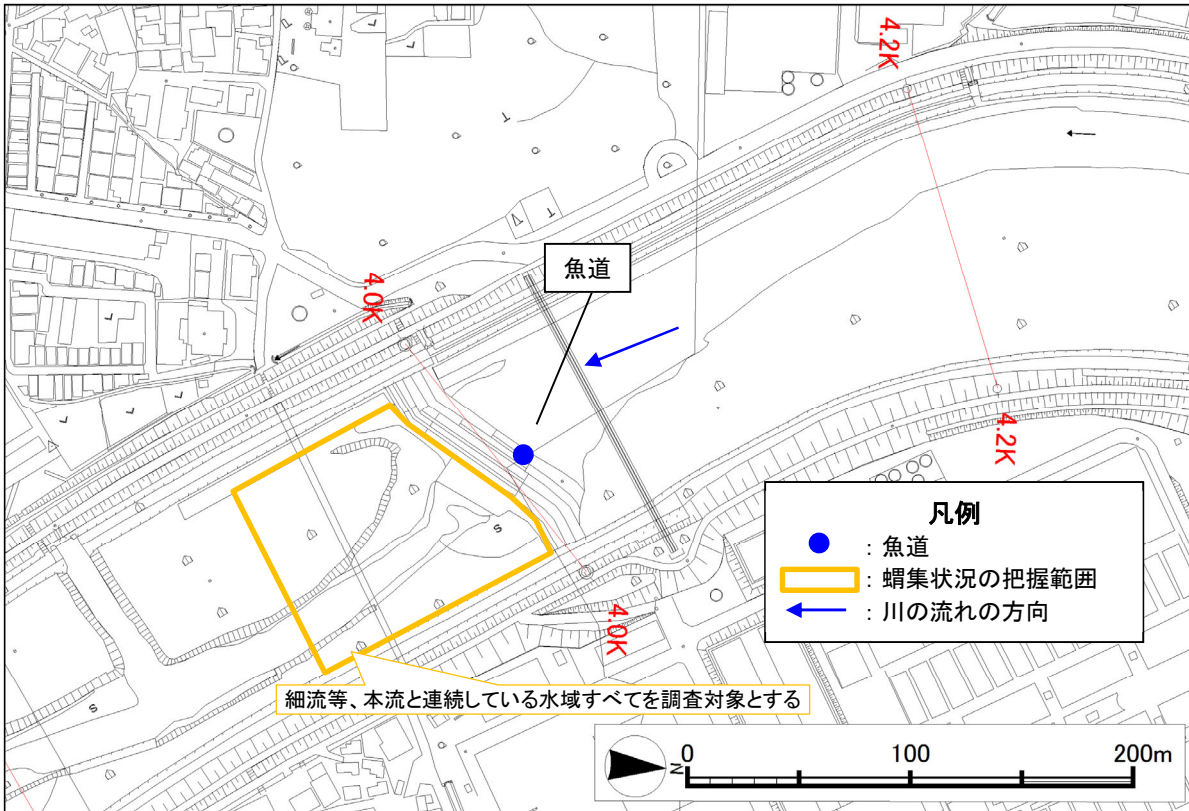 4.2K
魚道
4.0K
4.2K
凡例
：魚道
：蝟集状況の把握範囲
：川の流れの方向
4.0K
細流等、本流と連続している水域すべてを調査対象とする
S
S
N
0 100 200m